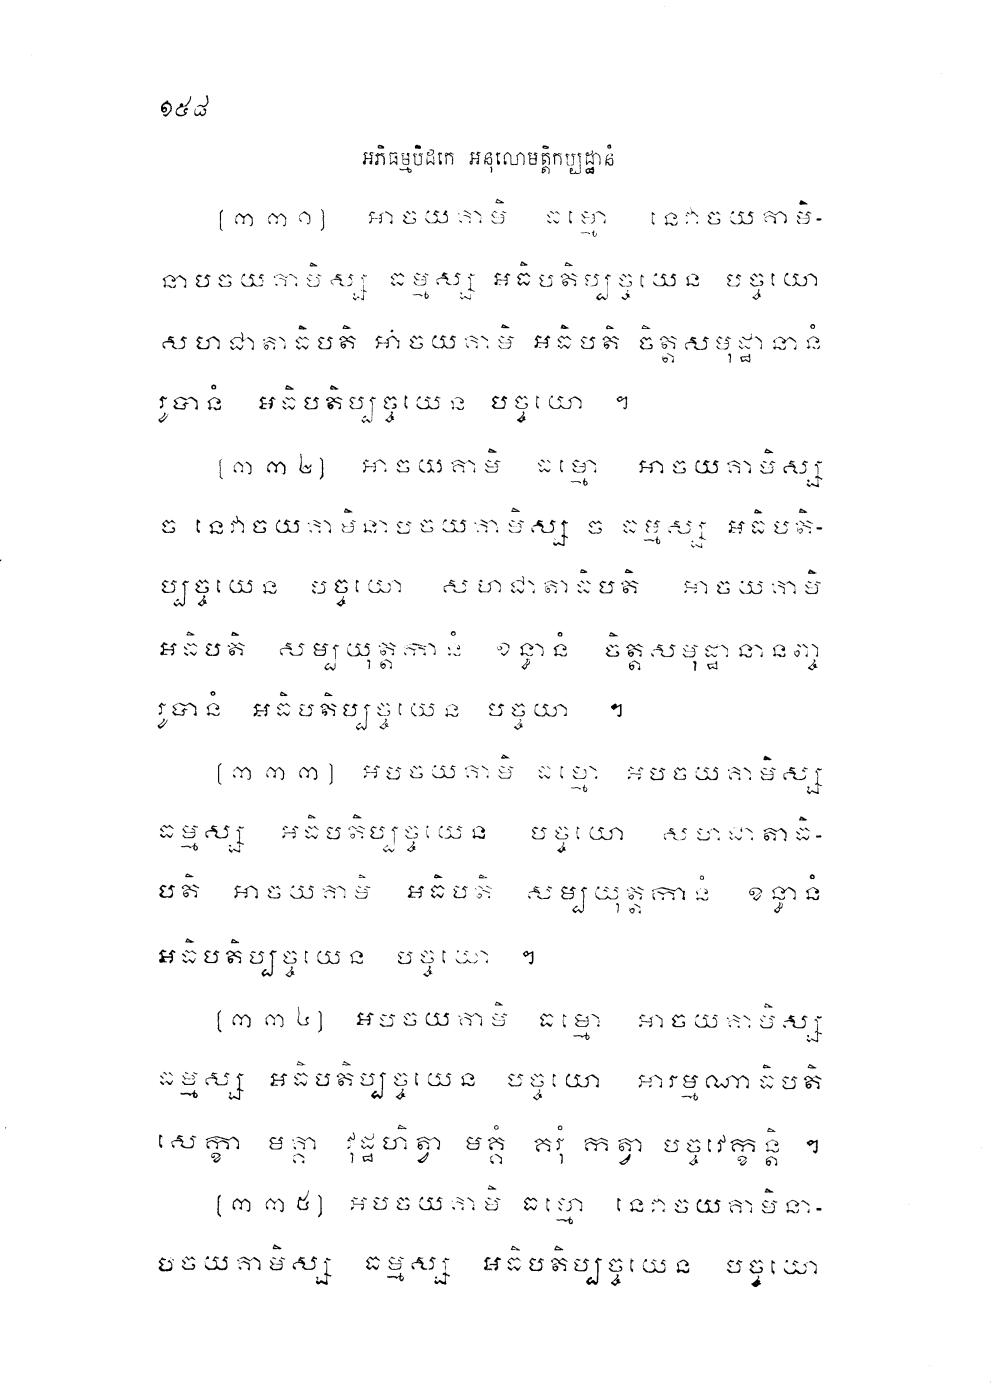 ១៥៨
អភិធម្មបិដកេ អនុលោមត្តិកប្បដ្ឋានំ
(៣៣១) អាចយគាមិ ធម្មោ នេវាចយគាមិ-
នាបចយគាមិស្ស ធម្មស្ស អធិបតិប្បច្ចយេន បច្ចយោ
សហជាតាធិបតិ អាចយគាមិ អធិបតិ ចិត្តសមុដ្ឋានានំ
រូបានំ អធិបតិប្បច្ចយេន បច្ចយោ ។
(៣៣២) អាចយគាមិ ធម្មោ អាចយគាមិស្ស
ច នេវាចយគាមិនាបចយគាមិស្ស ច ធម្មស្ស អធិបតិ-
ប្បច្ចយេន បច្ចយោ សហជាតាធិបតិ អាចយគាមិ
អធិបតិ សម្បយុត្តកានំ ខន្ធានំ ចិត្តសមុដ្ឋានានញ្ច
រូបានំ អធិបតិប្បច្ចយេន បច្ចយោ ។
(៣៣៣) អបចយគាមិ ធម្មោ អបចយគាមិស្ស
ធម្មស្ស អធិបតិប្បច្ចយេន បច្ចយោ សហជាតាធិ-
បតិ អាចយគាមិ អធិបតិ សម្បយុត្តកានំ ខន្ធានំ
អធិបតិប្បច្ចយេន បច្ចយោ ។
(៣៣៤) អបចយគាមិ ធម្មោ អាចយគាមិស្ស
ធម្មស្ស អធិបតិប្បច្ចយេន បច្ចយោ អារម្មណាធិបតិ
សេក្ខា មគ្គា វុដ្ឋហិត្វា មគ្គំ គរុំ កត្វា បច្ចវេក្ខន្តិ ។
(៣៣៥) អបចយគាមិ ធម្មោ នេវាចយគាមិនា-
បចយគាមិស្ស ធម្មស្ស អធិបតិប្បច្ចយេន បច្ចយោ